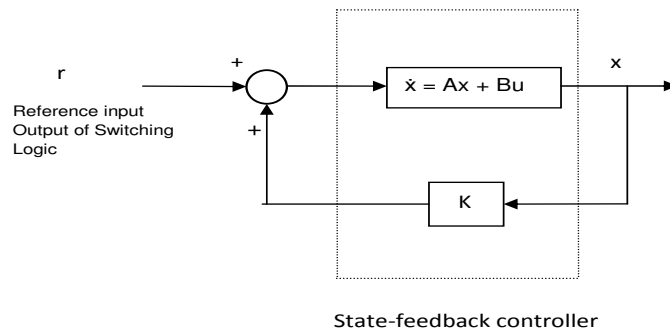 +
r
ẋ = Ax + Bu
x
Reference input
Output of Switching
Logic
+
K
State-feedback controller